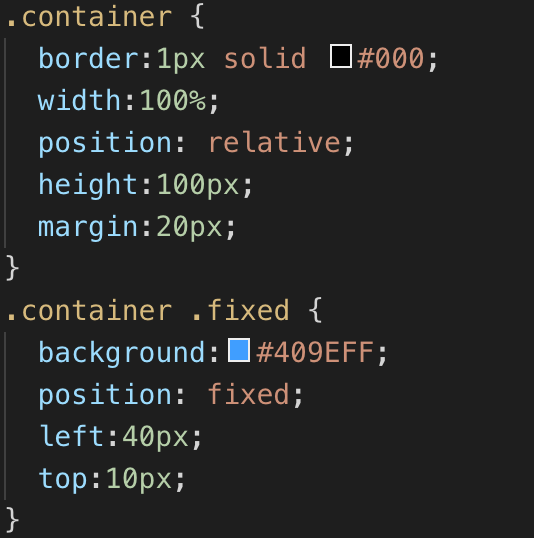 .container {
  border:1px solid #000;
  width:100%;
  position: relative;
  height:100px;
  margin:20px;
}
.container .fixed {
  background:#409EFF;
  position: fixed;
  left:40px;
  top:10px;
}